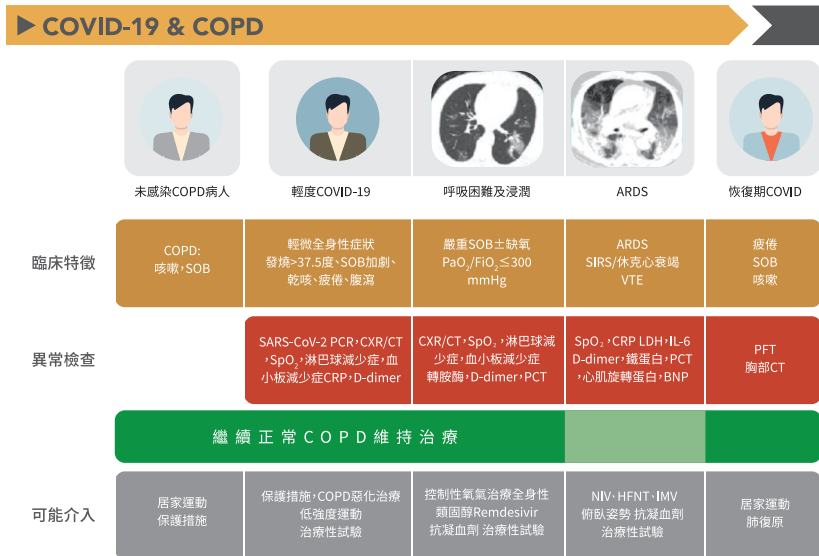 COVID-19 & COPD
未感染COPD病人
輕度COVID-19
呼吸困難及浸潤
ARDS
恢復期COVID
臨床特徵
COPD:
咳嗽,SOB
輕微全身性症狀
發燒>37.5度、SOB加劇、
乾咳、疲倦、腹瀉
嚴重SOB±缺氧
PaO₂/FiO₂≤300
mmHg
ARDS
SIRS/休克心衰竭
VTE
疲倦
SOB
咳嗽
異常檢查
SARS-CoV-2 PCR,CXR/CT
,SpO₂,淋巴球減少症,血
小板減少症CRP,D-dimer
CXR/CT,SpO₂,淋巴球減
少症,血小板減少症
轉胺酶,D-dimer,PCT
SpO₂,CRP LDH,IL-6
D-dimer,鐵蛋白,PCT
,心肌旋轉蛋白,BNP
PFT
胸部CT
繼續正常COPD維持治療
可能介入
居家運動
保護措施
保護措施,COPD惡化治療
低強度運動
治療性試驗
控制性氧氣治療全身性
類固醇Remdesivir
抗凝血劑 治療性試驗
NIV、HFNT、IMV
俯臥姿勢 抗凝血劑
治療性試驗
居家運動
肺復原